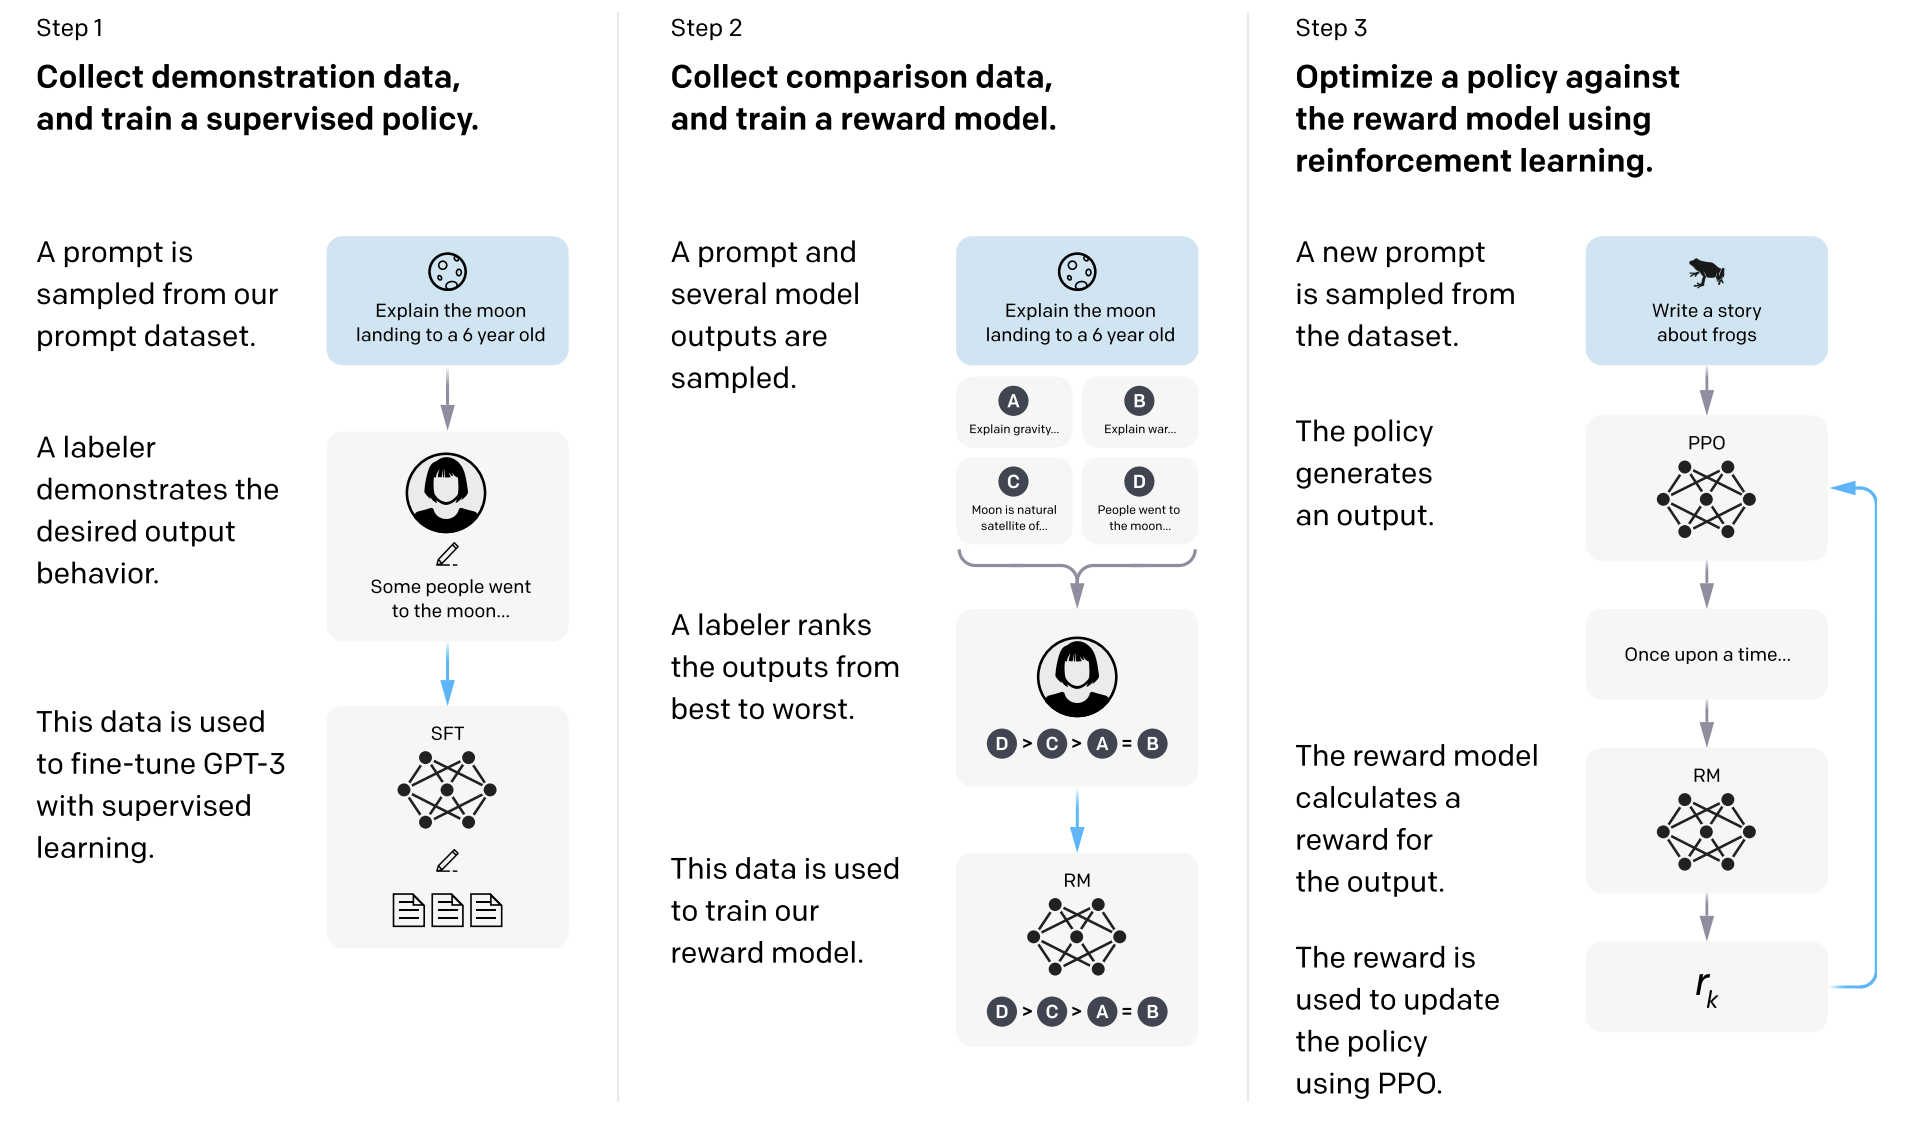 Step 1
Collect demonstration data,
and train a supervised policy.
A prompt is
sampled from our
prompt dataset.
Explain the moon
landing to a 6 year old
A labeler
demonstrates the
desired output
behavior.
Some people went
to the moon...
This data is used
to fine-tune GPT-3
with supervised
learning.
SFT
Step 2
Collect comparison data,
and train a reward model.
A prompt and
several model
outputs are
sampled.
Explain the moon
landing to a 6 year old
A
Explain gravity...
B
Explain war...
C
Moon is natural
satellite of...
D
People went to
the moon...
A labeler ranks
the outputs from
best to worst.
D > C > A = B
This data is used
to train our
reward model.
RM
D > C > A = B
Step 3
Optimize a policy against
the reward model using
reinforcement learning.
A new prompt
is sampled from
the dataset.
Write a story
about frogs
The policy
generates
an output.
PPO
Once upon a time...
The reward model
calculates a
reward for
the output.
RM
The reward is
used to update
the policy
using PPO.
rₖ